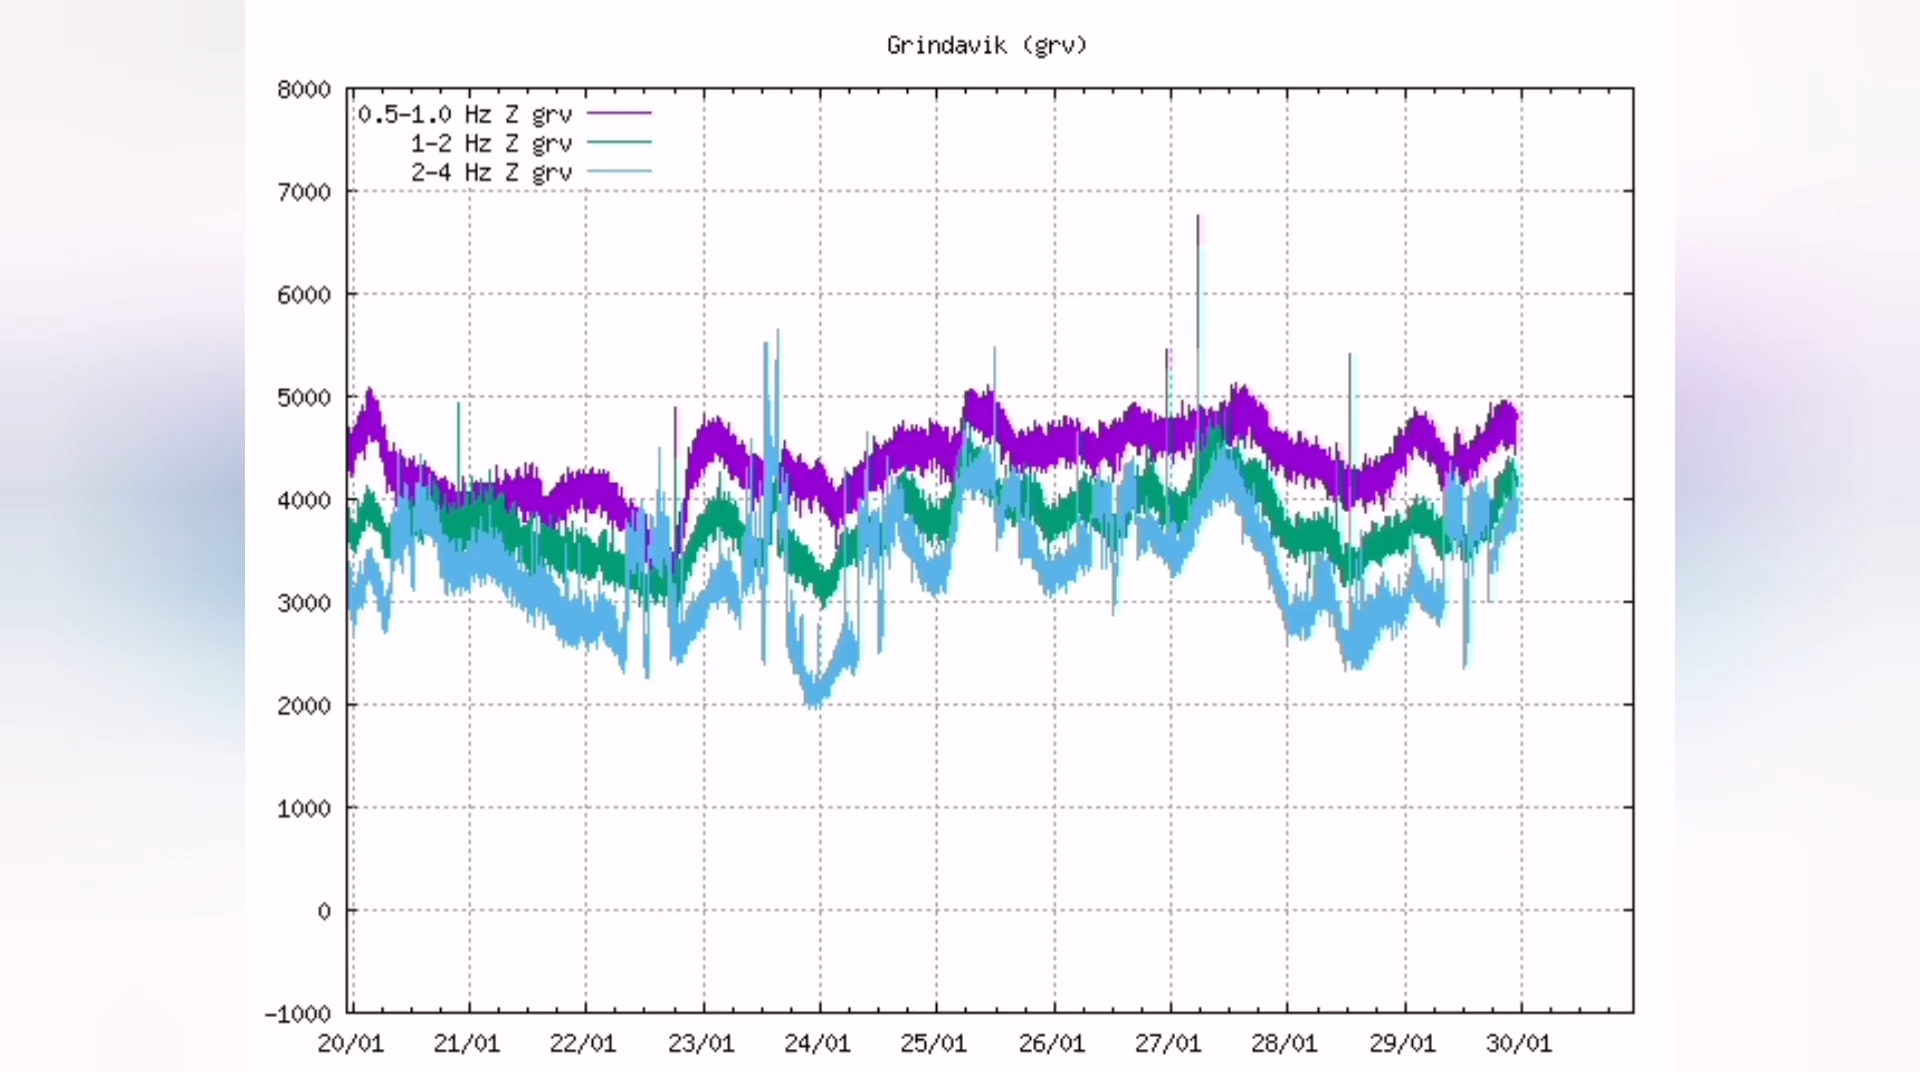 Grindavik (grv)
8000
0.5-1.0 Hz Z grv
1-2 Hz Z grv
2-4 Hz Z grv
7000
6000
5000
4000
3000
2000
1000
0
-1000
20/01 21/01 22/01 23/01 24/01 25/01 26/01 27/01 28/01 29/01 30/01